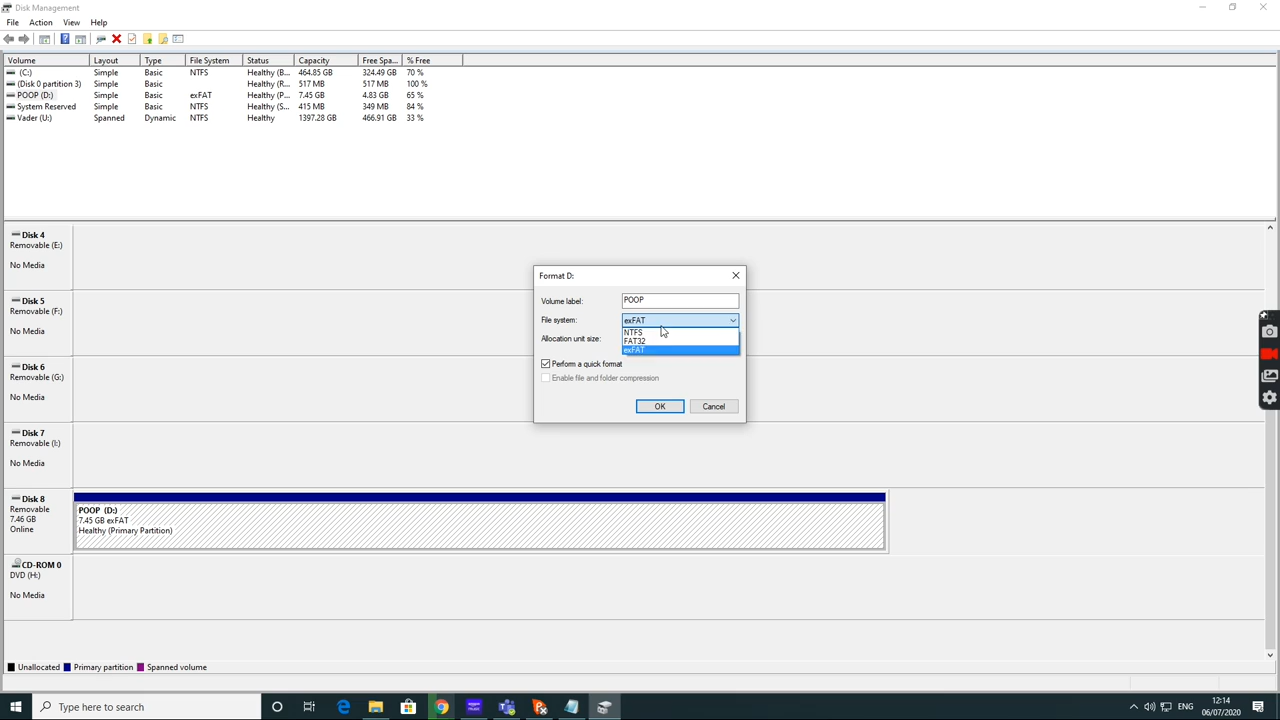 Disk Management
File Action View Help
Volume Layout Type File System Status Capacity Free Spa... % Free
(C:) Simple Basic NTFS Healthy (B... 464.85 GB 324.49 GB 70 %
(Disk 0 partition 3) Simple Basic Healthy (R... 517 MB 517 MB 100 %
POOP (D:) Simple Basic exFAT Healthy (P... 7.45 GB 4.83 GB 65 %
System Reserved Simple Basic NTFS Healthy (S... 415 MB 349 MB 84 %
Vader (U:) Spanned Dynamic NTFS Healthy 1397.28 GB 466.91 GB 33 %
Disk 4
Removable (E:)
No Media
Disk 5
Removable (F:)
No Media
Disk 6
Removable (G:)
No Media
Disk 7
Removable (I:)
No Media
Disk 8
Removable
7.46 GB
Online
POOP (D:)
7.45 GB exFAT
Healthy (Primary Partition)
CD-ROM 0
DVD (H:)
No Media
Format D:
Volume label: POOP
File system: exFAT
NTFS
FAT32
exFAT
Allocation unit size:
Perform a quick format
Enable file and folder compression
OK Cancel
Unallocated Primary partition Spanned volume
Type here to search
ENG
12:14
06/07/2020